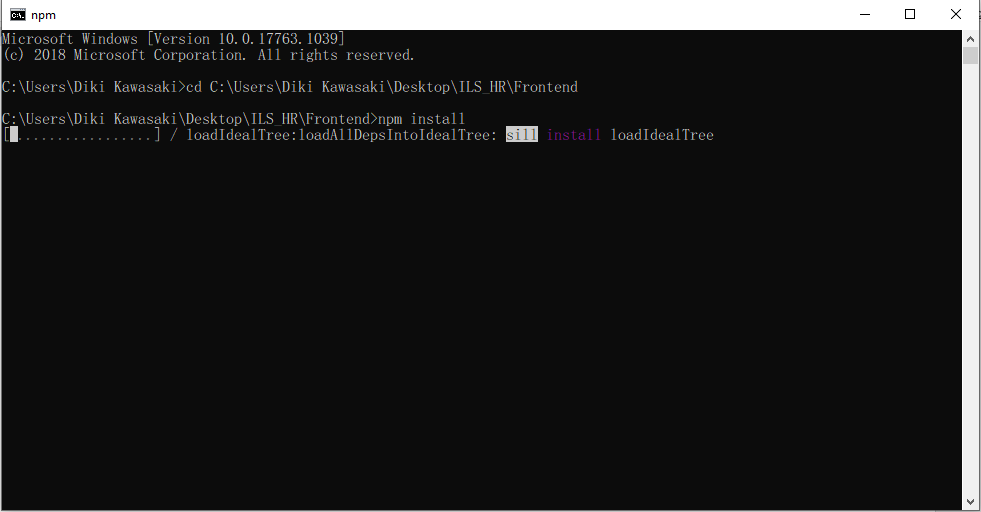 npm
Microsoft Windows [Version 10.0.17763.1039]
(c) 2018 Microsoft Corporation. All rights reserved.
C:\Users\Diki Kawasaki>cd C:\Users\Diki Kawasaki\Desktop\ILS_HR\Frontend
C:\Users\Diki Kawasaki\Desktop\ILS_HR\Frontend>npm install
[ .................] / loadIdealTree:loadAllDepsIntoIdealTree: sill install loadIdealTree